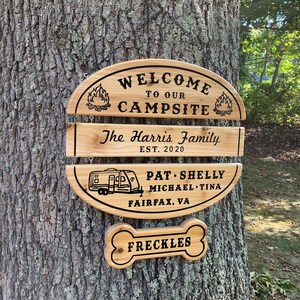 WELCOME
TO OUR
CAMPSITE
The Harris Family
EST. 2020
PAT · SHELLY
MICHAEL · TINA
FAIRFAX, VA
FRECKLES